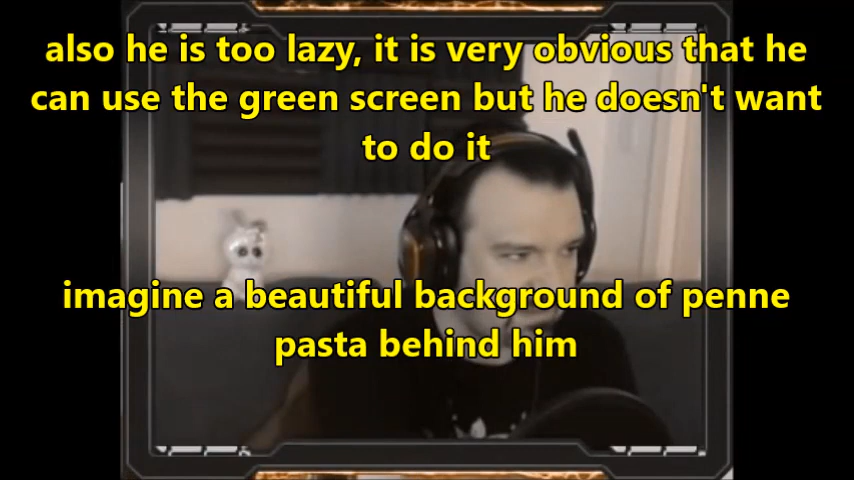 also he is too lazy, it is very obvious that he
can use the green screen but he doesn't want
to do it
imagine a beautiful background of penne
pasta behind him